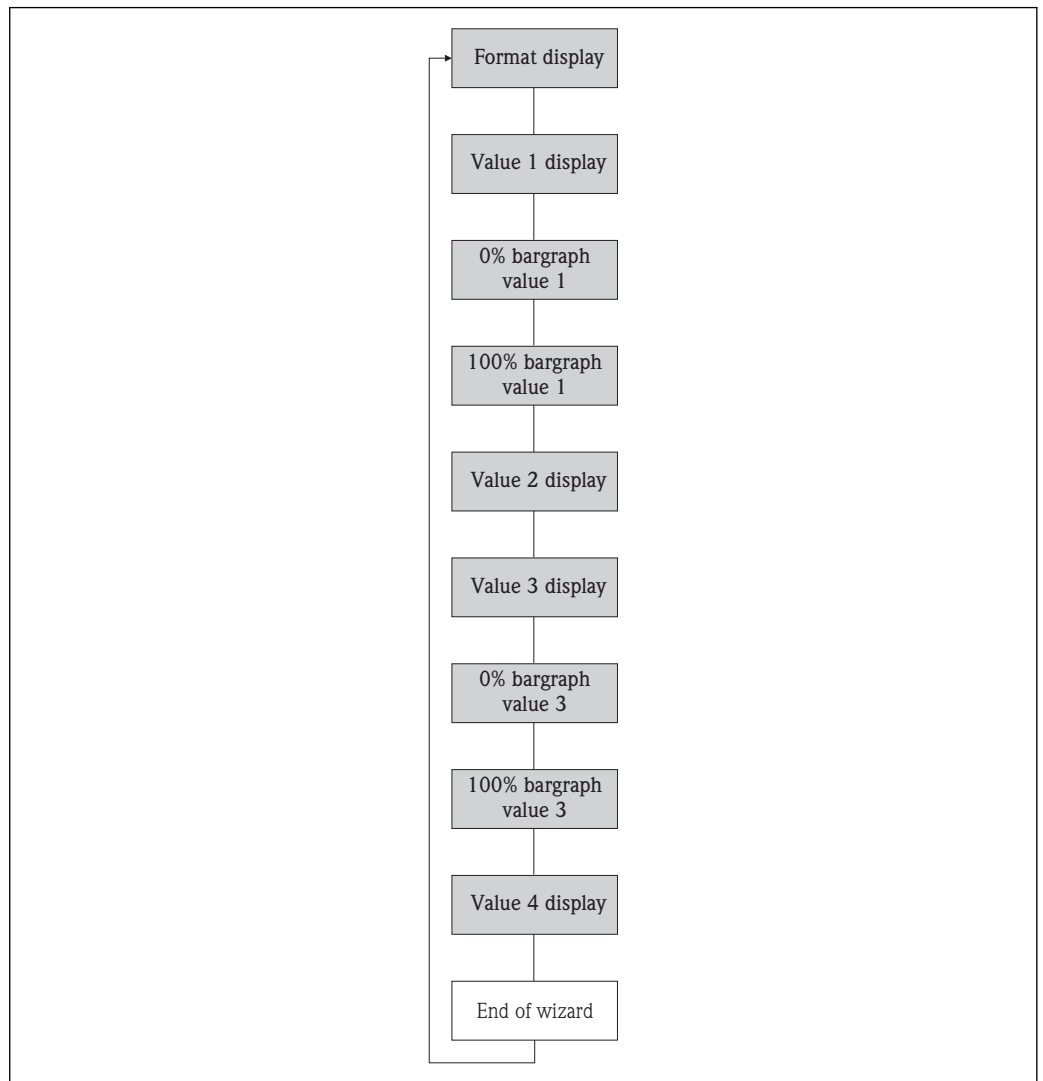 Format display
Value 1 display
0% bargraph
value 1
100% bargraph
value 1
Value 2 display
Value 3 display
0% bargraph
value 3
100% bargraph
value 3
Value 4 display
End of wizard